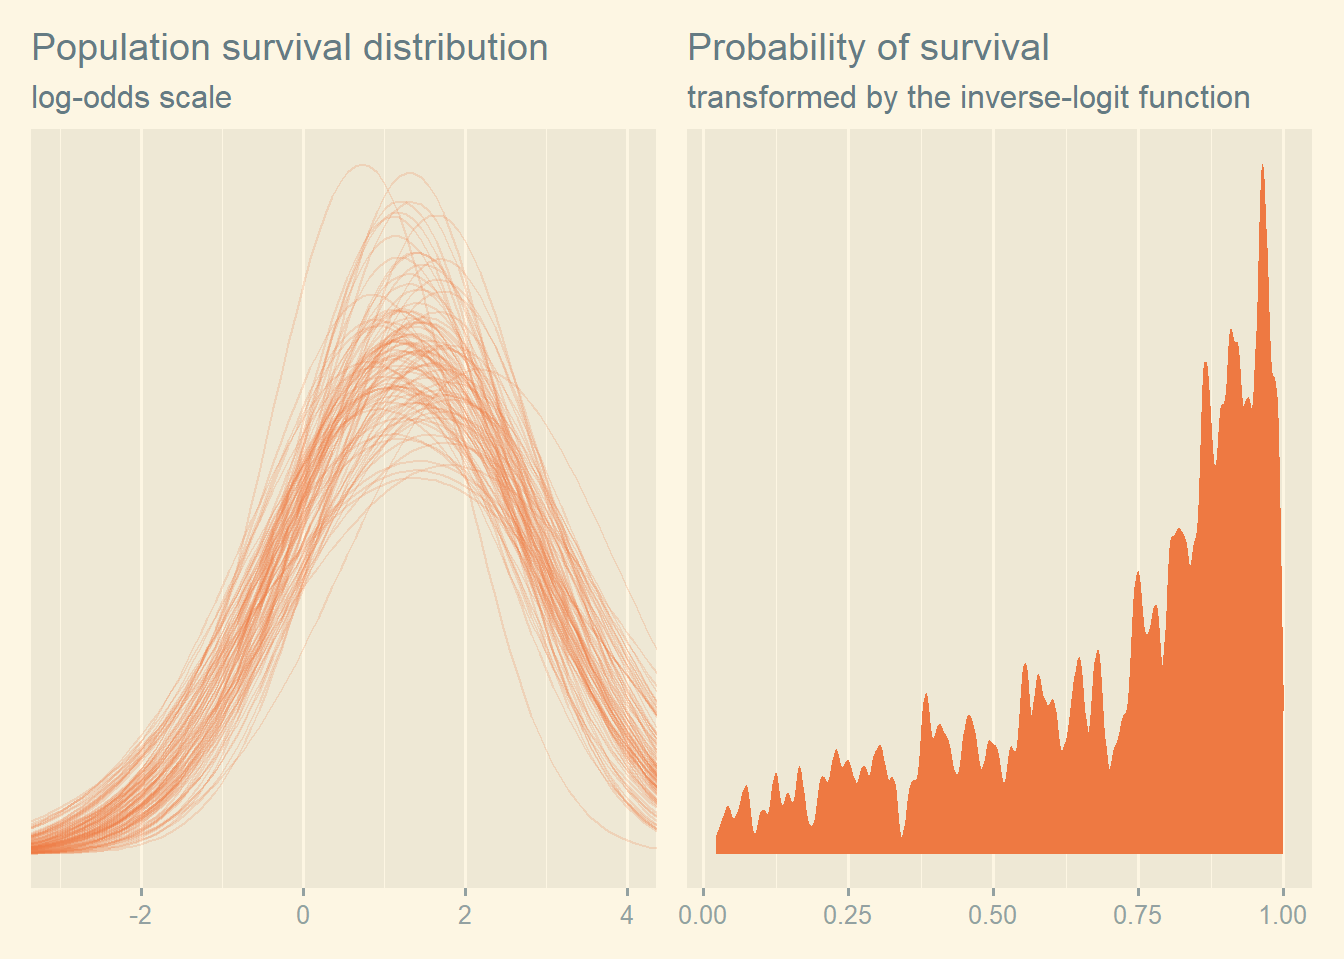 Population survival distribution
log-odds scale
-2 0 2 4
Probability of survival
transformed by the inverse-logit function
0.00 0.25 0.50 0.75 1.00